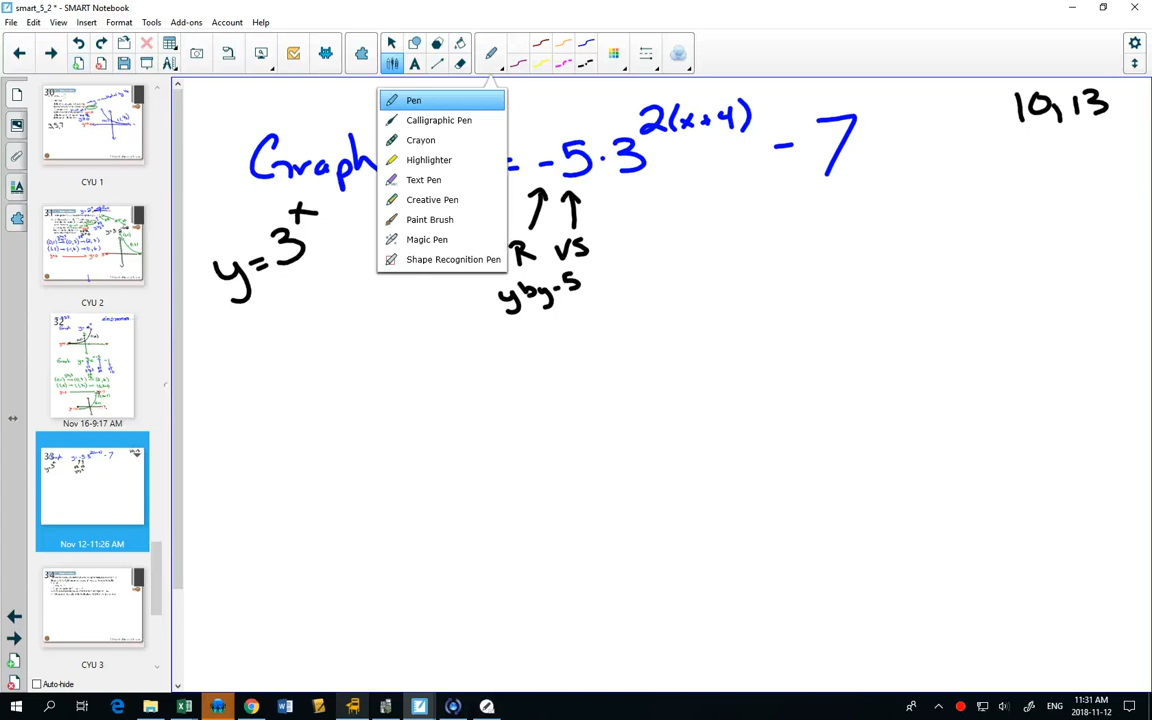 smart_5_2 * - SMART Notebook
File Edit View Insert Format Tools Add-ons Account Help
Pen
Calligraphic Pen
Crayon
Highlighter
Text Pen
Creative Pen
Paint Brush
Magic Pen
Shape Recognition Pen
10, 13
Graph = -5·3^2(x+4) - 7
y=3^x
R VS
y by -5
CYU 1
CYU 2
Nov 16-9:17 AM
Nov 12-11:26 AM
CYU 3
Auto-hide
ENG
11:31 AM
2018-11-12